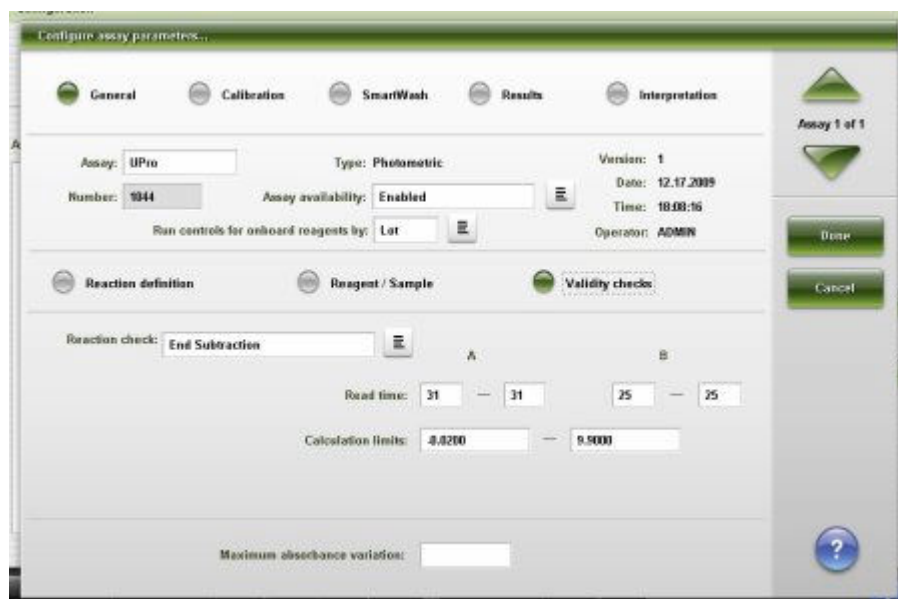 Configure assay parameters...
General Calibration SmartWash Results Interpretation
Assay 1 of 1
Assay: UPro Type: Photometric Version: 1
Number: 1044 Assay availability: Enabled Date: 12.17.2009
Time: 18:08:16
Run controls for onboard reagents by: Lot Operator: ADMIN
Done
Reaction definition Reagent / Sample Validity checks
Cancel
Reaction check: End Subtraction
A B
Read time: 31 — 31 25 — 25
Calculation limits: -0.0200 — 9.9000
Maximum absorbance variation:
?